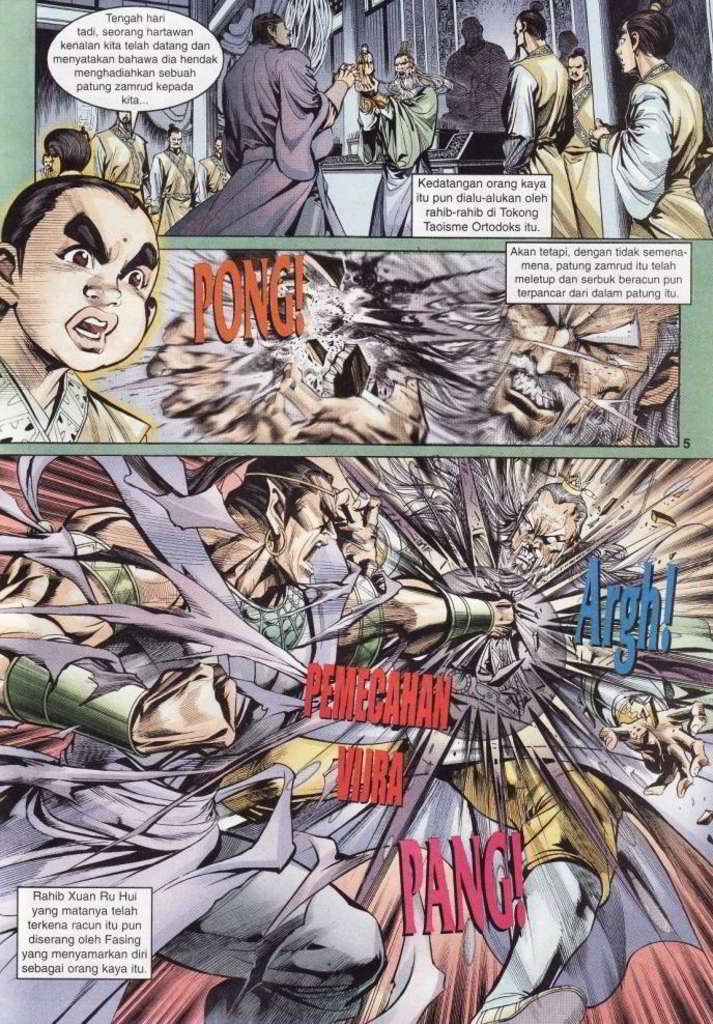 Tengah hari
tadi, seorang hartawan
kenalan kita telah datang dan
menyatakan bahawa dia hendak
menghadiahkan sebuah
patung zamrud kepada
kita...
Kedatangan orang kaya
itu pun dialu-alukan oleh
rahib-rahib di Tokong
Taoisme Ortodoks itu.
Akan tetapi, dengan tidak semena-
mena, patung zamrud itu telah
meletup dan serbuk beracun pun
terpancar dari dalam patung itu.
PONG!
5
Argh!
PEMECAHAN
VIJRA
PANG!
Rahib Xuan Ru Hui
yang matanya telah
terkena racun itu pun
diserang oleh Fasing
yang menyamarkan diri
sebagai orang kaya itu.